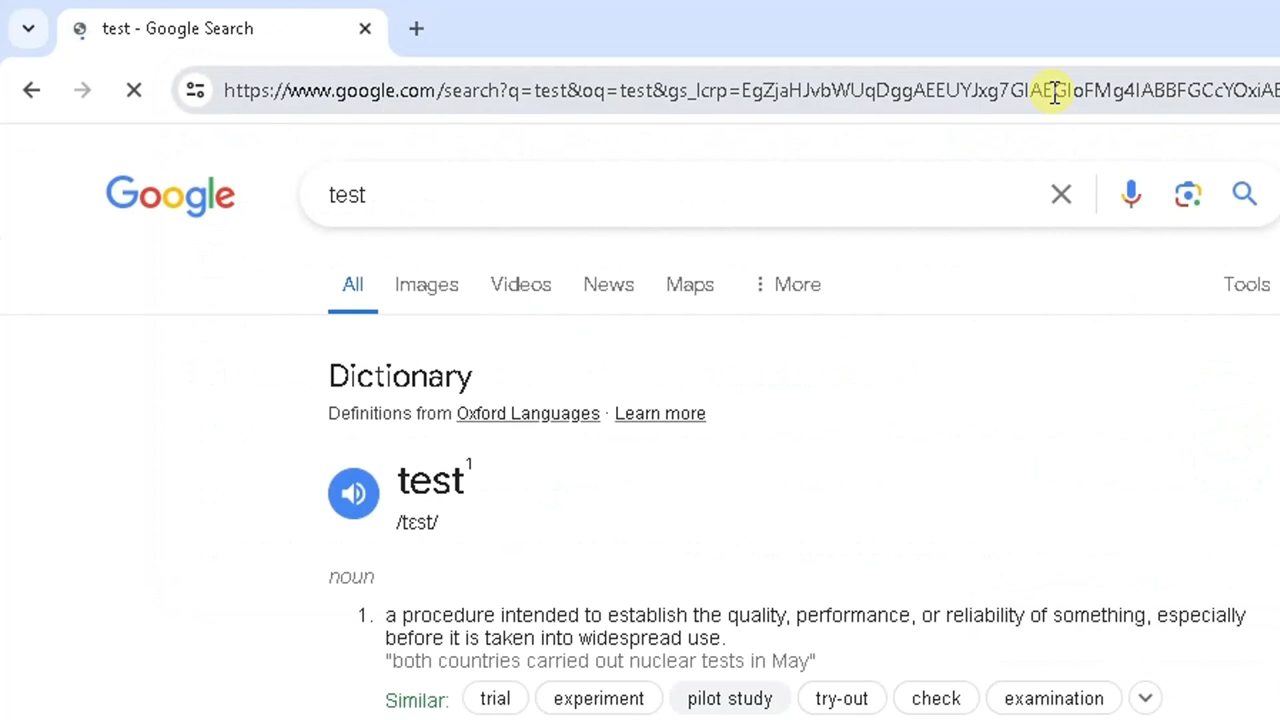 test - Google Search
https://www.google.com/search?q=test&oq=test&gs_lcrp=EgZjaHJvbWUqDggAEEUYJxg7GIAEGIoFMg4IABBFGCcYOxiAE
Google
test
All Images Videos News Maps More Tools
Dictionary
Definitions from Oxford Languages · Learn more
test1
/tɛst/
noun
1. a procedure intended to establish the quality, performance, or reliability of something, especially
before it is taken into widespread use.
"both countries carried out nuclear tests in May"
Similar: trial experiment pilot study try-out check examination